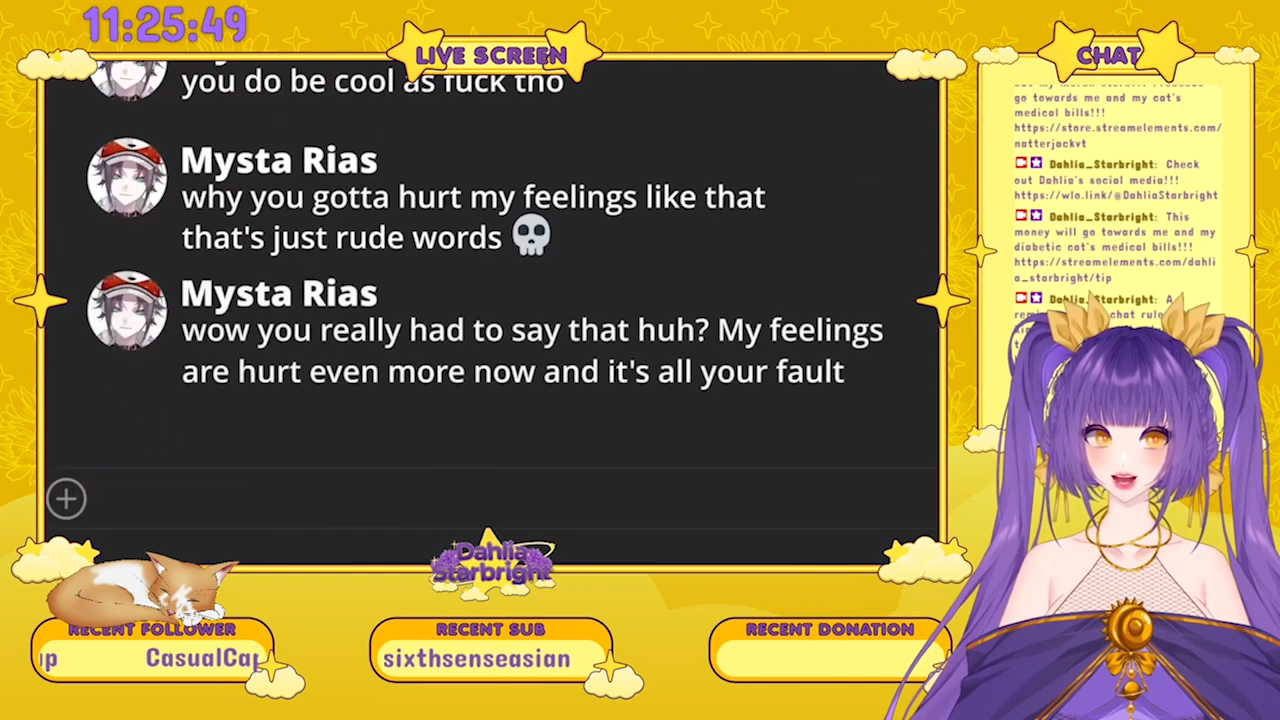 11:25:49
LIVE SCREEN
CHAT
you do be cool as fuck tho
Mysta Rias
why you gotta hurt my feelings like that
that's just rude words
Mysta Rias
wow you really had to say that huh? My feelings
are hurt even more now and it's all your fault
go towards me and my cat's
medical bills!!!
https://store.streamelements.com/
natterjackvt
Dahlia_Starbright: Check
out Dahlia's social media!!!
https://wlo.link/@DahliaStarbright
Dahlia_Starbright: This
money will go towards me and my
diabetic cat's medical bills!!!
https://streamelements.com/dahli
a_starbright/tip
Dahlia_Starbright: A
chat rule
Dahlia
Starbright
RECENT FOLLOWER
CasualCap
RECENT SUB
sixthsenseasian
RECENT DONATION